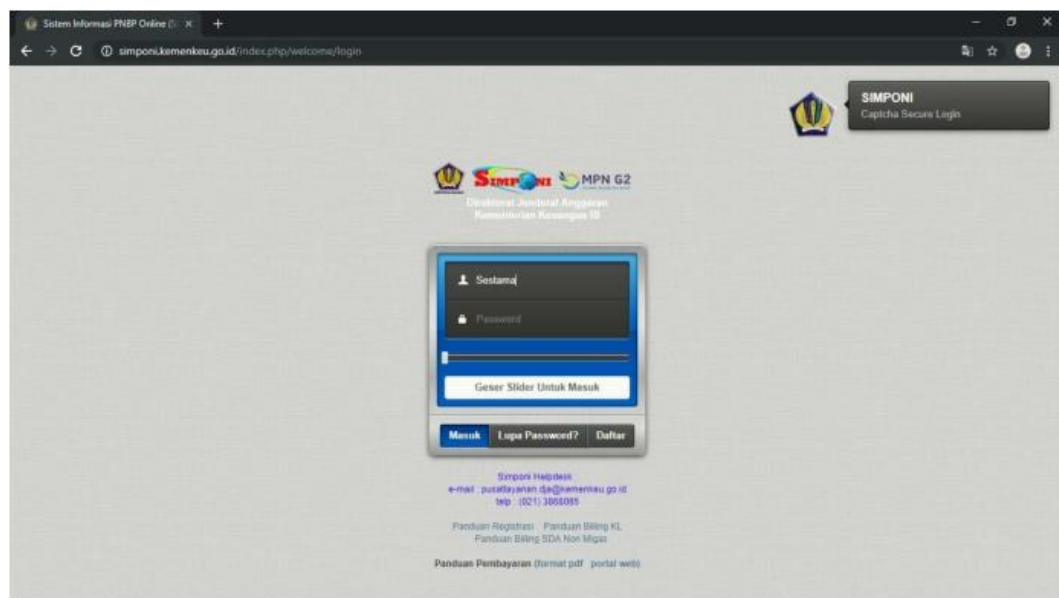 Sistem Informasi PNBP Online (S
simponi.kemenkeu.go.id/index.php/welcome/login
SIMPONI
Captcha Secure Login
SIMPONI MPN G2
Direktorat Jenderal Anggaran
Kementerian Keuangan RI
Sestama
Password
Geser Slider Untuk Masuk
Masuk Lupa Password? Daftar
Simponi Helpdesk
e-mail : pusatlayanan.dja@kemenkeu.go.id
telp : (021) 3868085
Panduan Registrasi Panduan Billing KL
Panduan Billing SDA Non Migas
Panduan Pembayaran (format pdf portal web)